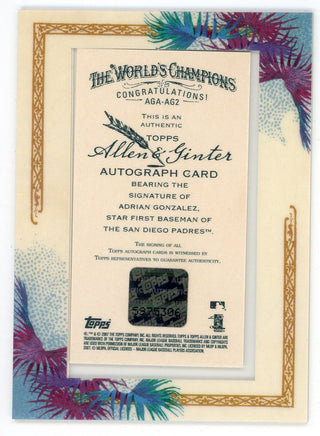 THE WORLD'S CHAMPIONS
CONGRATULATIONS!
AGA-AG2
THIS IS AN
AUTHENTIC
TOPPS
Allen & Ginter
AUTOGRAPH CARD
BEARING THE
SIGNATURE OF
ADRIAN GONZALEZ,
STAR FIRST BASEMAN OF
THE SAN DIEGO PADRES™.
THE SIGNING OF ALL
TOPPS AUTOGRAPH CARDS IS WITNESSED BY
TOPPS REPRESENTATIVES TO GUARANTEE AUTHENTICITY.
Topps